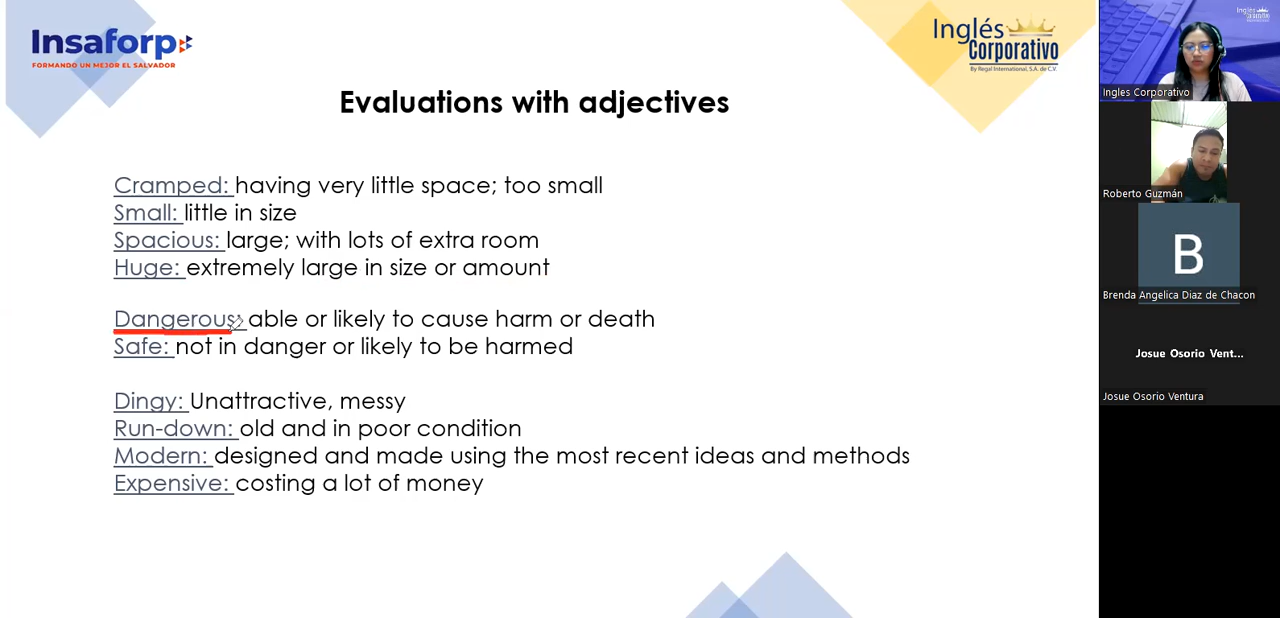 Insaforp
FORMANDO UN MEJOR EL SALVADOR
Inglés
Corporativo
By Regal International, S.A. de C.V.
Evaluations with adjectives
Cramped: having very little space; too small
Small: little in size
Spacious: large; with lots of extra room
Huge: extremely large in size or amount
Dangerous: able or likely to cause harm or death
Safe: not in danger or likely to be harmed
Dingy: Unattractive, messy
Run-down: old and in poor condition
Modern: designed and made using the most recent ideas and methods
Expensive: costing a lot of money
Inglés
Corporativo
Ingles Corporativo
Roberto Guzmán
B
Brenda Angelica Diaz de Chacon
Josue Osorio Vent...
Josue Osorio Ventura